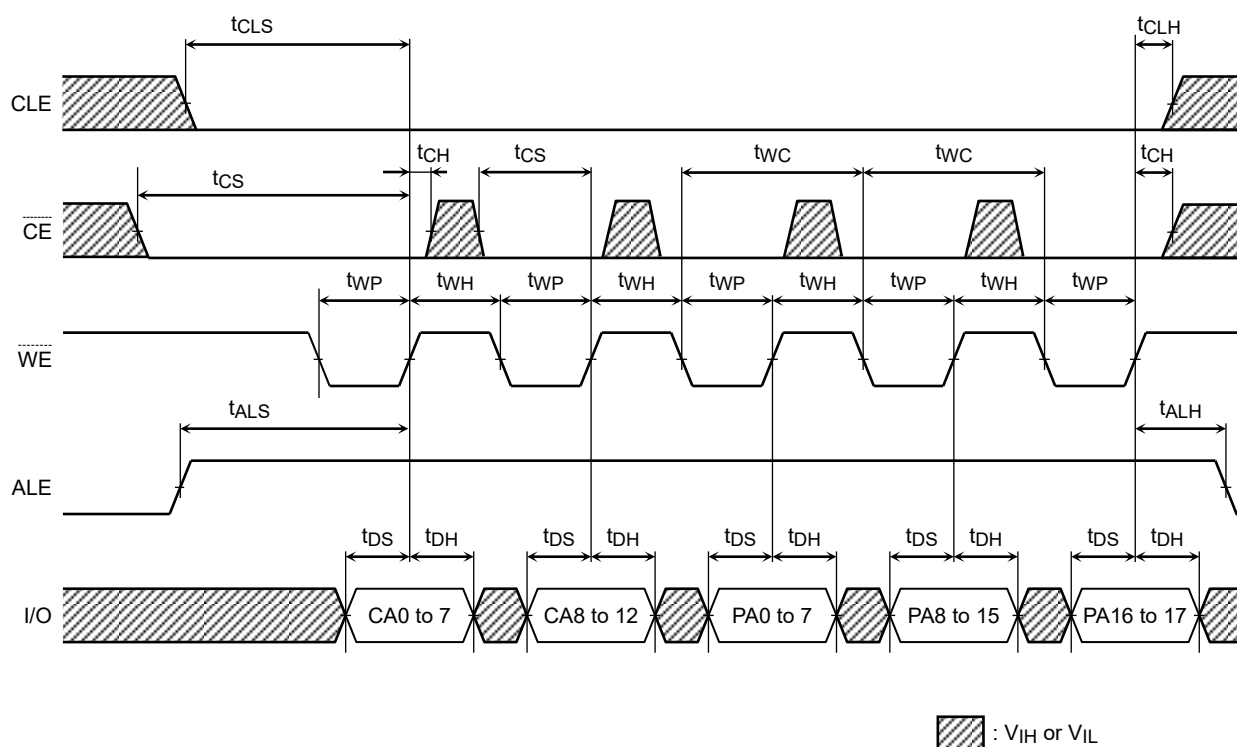 tCLS
tCLH
CLE
tCS
tCH
tCS
tWC
tWC
tCH
CE
tWP
tWH
tWP
tWH
tWP
tWH
tWP
tWH
tWP
WE
tALS
tALH
ALE
tDS
tDH
tDS
tDH
tDS
tDH
tDS
tDH
tDS
tDH
I/O
CA0 to 7
CA8 to 12
PA0 to 7
PA8 to 15
PA16 to 17
: VIH or VIL